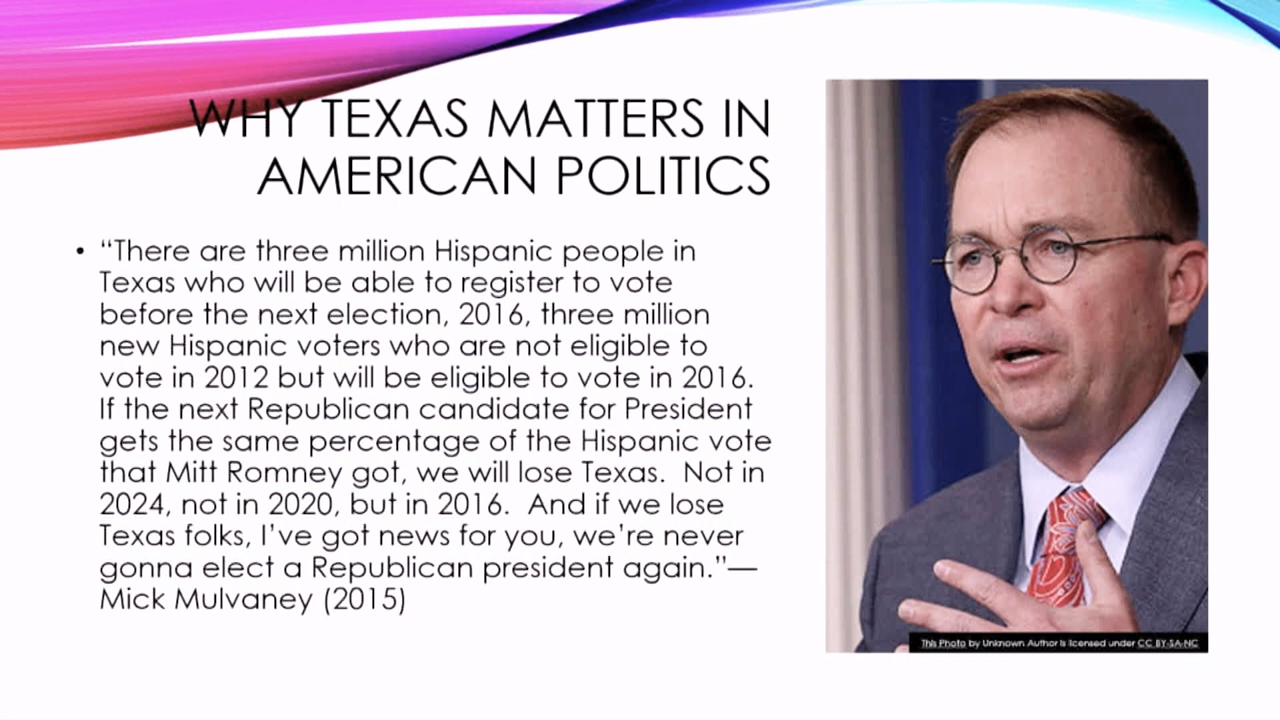 WHY TEXAS MATTERS IN
AMERICAN POLITICS
• “There are three million Hispanic people in
Texas who will be able to register to vote
before the next election, 2016, three million
new Hispanic voters who are not eligible to
vote in 2012 but will be eligible to vote in 2016.
If the next Republican candidate for President
gets the same percentage of the Hispanic vote
that Mitt Romney got, we will lose Texas.  Not in
2024, not in 2020, but in 2016.  And if we lose
Texas folks, I’ve got news for you, we’re never
gonna elect a Republican president again.”—
Mick Mulvaney (2015)
This Photo by Unknown Author is licensed under CC BY-SA-NC